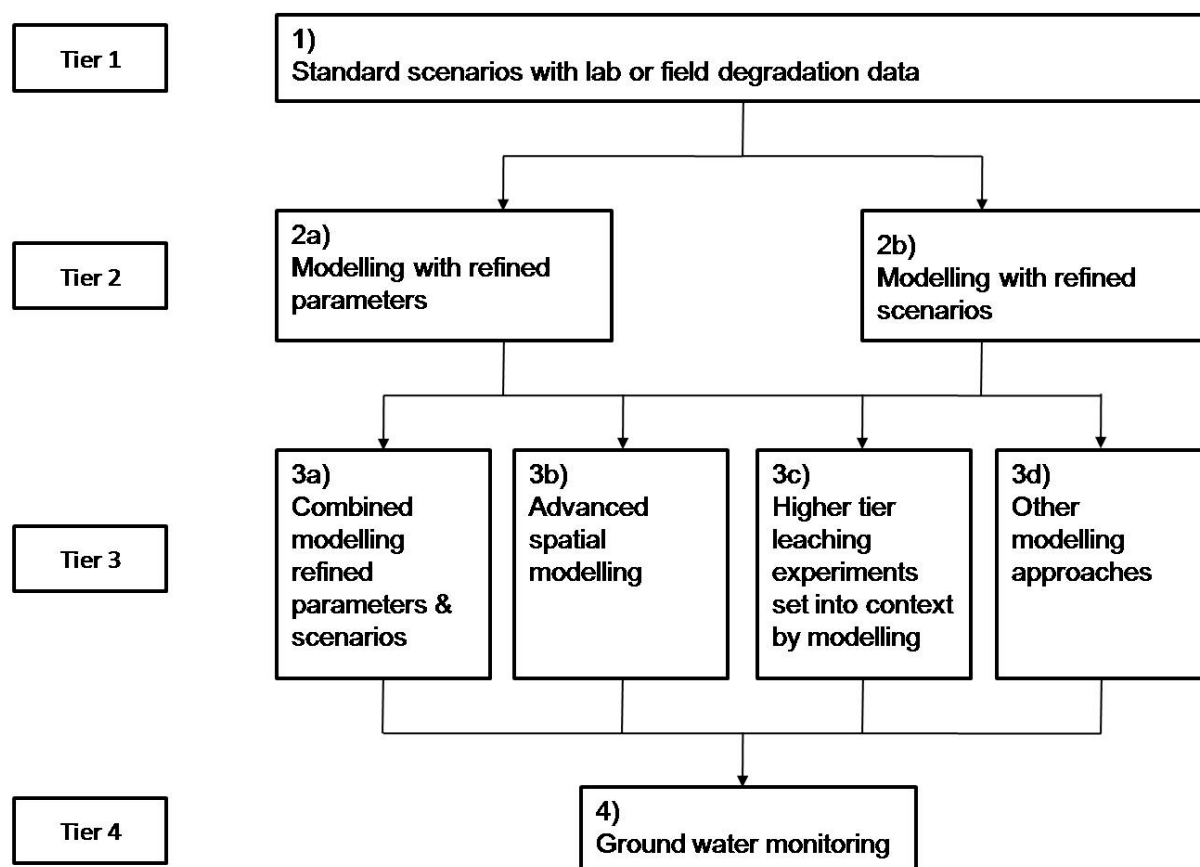 Tier 1
1)
Standard scenarios with lab or field degradation data
Tier 2
2a)
Modelling with refined
parameters
2b)
Modelling with refined
scenarios
Tier 3
3a)
Combined
modelling
refined
parameters &
scenarios
3b)
Advanced
spatial
modelling
3c)
Higher tier
leaching
experiments
set into context
by modelling
3d)
Other
modelling
approaches
Tier 4
4)
Ground water monitoring